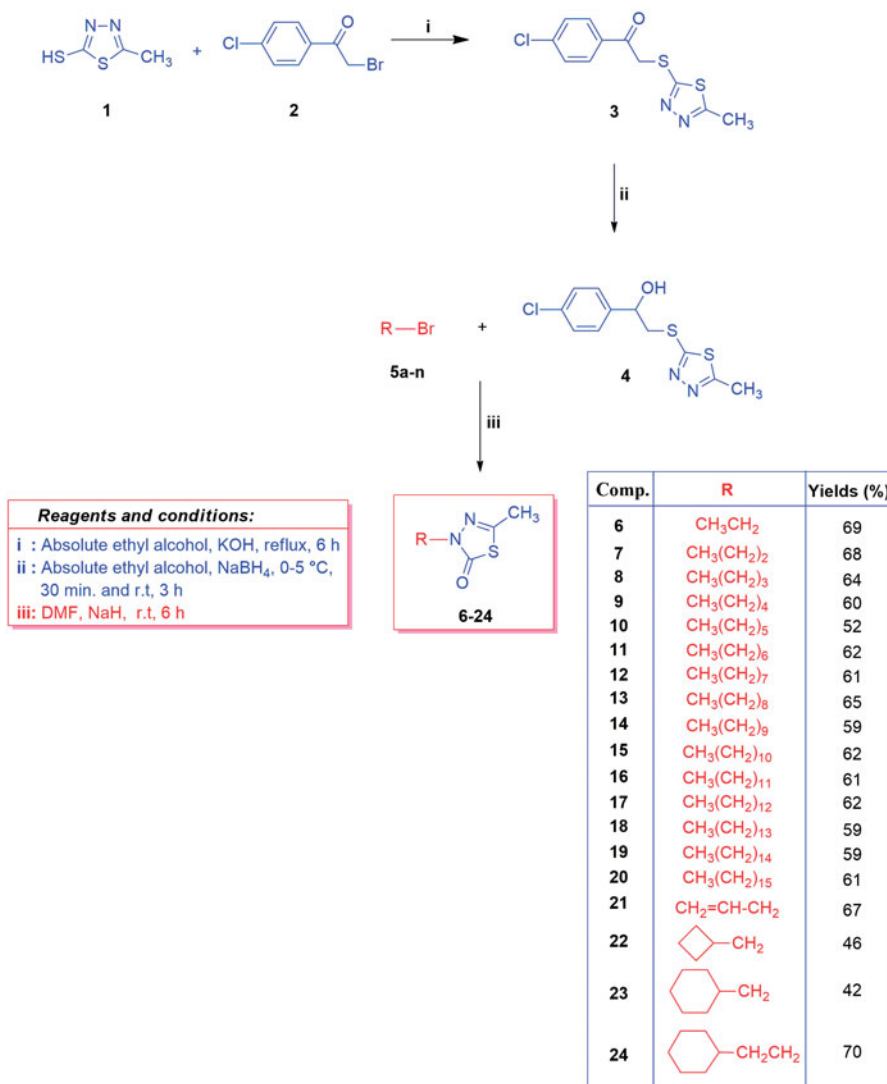 N–N
HS
S
CH₃
1
+
Cl
O
Br
2
i
Cl
O
S
S
N–N
CH₃
3
ii
R—Br
5a-n
+
Cl
OH
S
S
N–N
CH₃
4
iii
Reagents and conditions:
i : Absolute ethyl alcohol, KOH, reflux, 6 h
ii : Absolute ethyl alcohol, NaBH₄, 0-5 °C,
30 min. and r.t, 3 h
iii: DMF, NaH, r.t, 6 h
N
CH₃
R—N
S
O
6-24
Comp. R Yields (%)
6 CH₃CH₂ 69
7 CH₃(CH₂)₂ 68
8 CH₃(CH₂)₃ 64
9 CH₃(CH₂)₄ 60
10 CH₃(CH₂)₅ 52
11 CH₃(CH₂)₆ 62
12 CH₃(CH₂)₇ 61
13 CH₃(CH₂)₈ 65
14 CH₃(CH₂)₉ 59
15 CH₃(CH₂)₁₀ 62
16 CH₃(CH₂)₁₁ 61
17 CH₃(CH₂)₁₂ 62
18 CH₃(CH₂)₁₃ 59
19 CH₃(CH₂)₁₄ 59
20 CH₃(CH₂)₁₅ 61
21 CH₂=CH-CH₂ 67
22 —CH₂ 46
23 —CH₂ 42
24 —CH₂CH₂ 70